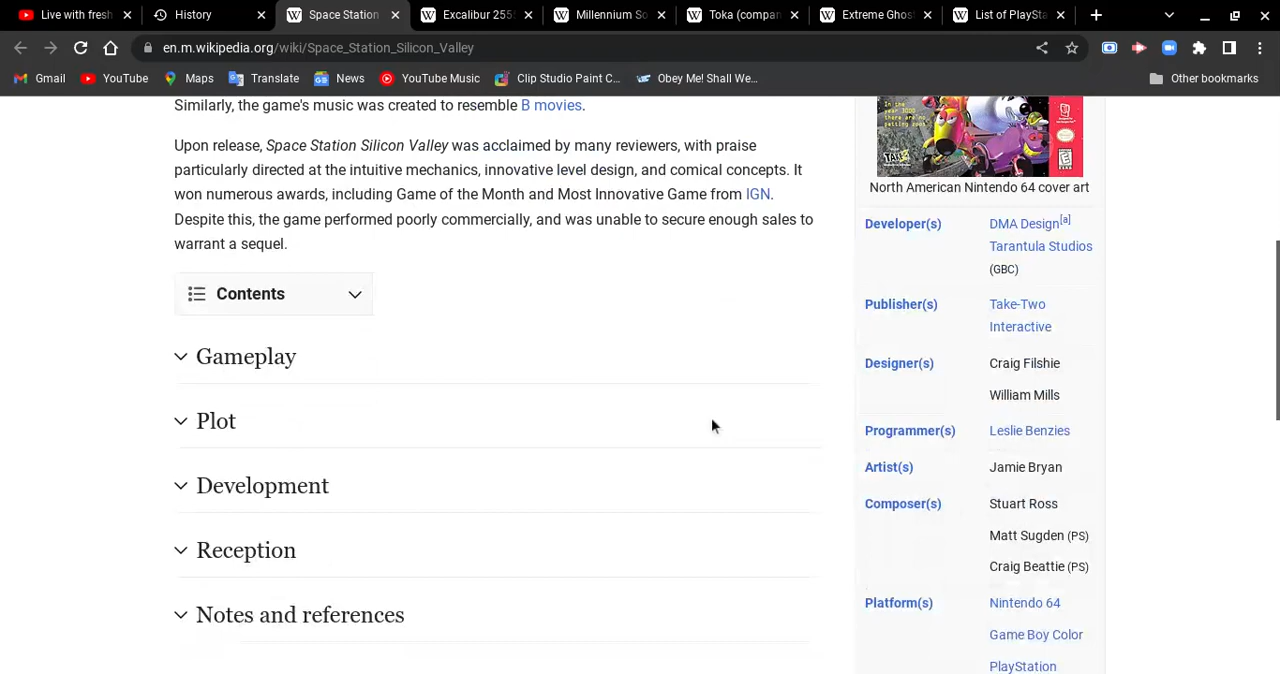 Live with fresh
History
Space Station
Excalibur 255
Millennium So
Toka (compan
Extreme Ghos
List of PlaySta
en.m.wikipedia.org/wiki/Space_Station_Silicon_Valley
Gmail
YouTube
Maps
Translate
News
YouTube Music
Clip Studio Paint C...
Obey Me! Shall We...
Other bookmarks
Similarly, the game's music was created to resemble B movies.
Upon release, Space Station Silicon Valley was acclaimed by many reviewers, with praise
particularly directed at the intuitive mechanics, innovative level design, and comical concepts. It
won numerous awards, including Game of the Month and Most Innovative Game from IGN.
Despite this, the game performed poorly commercially, and was unable to secure enough sales to
warrant a sequel.
Contents
Gameplay
Plot
Development
Reception
Notes and references
In the
year 3000
North American Nintendo 64 cover art
Developer(s)
DMA Design[a]
Tarantula Studios
(GBC)
Publisher(s)
Take-Two
Interactive
Designer(s)
Craig Filshie
William Mills
Programmer(s)
Leslie Benzies
Artist(s)
Jamie Bryan
Composer(s)
Stuart Ross
Matt Sugden (PS)
Craig Beattie (PS)
Platform(s)
Nintendo 64
Game Boy Color
PlayStation